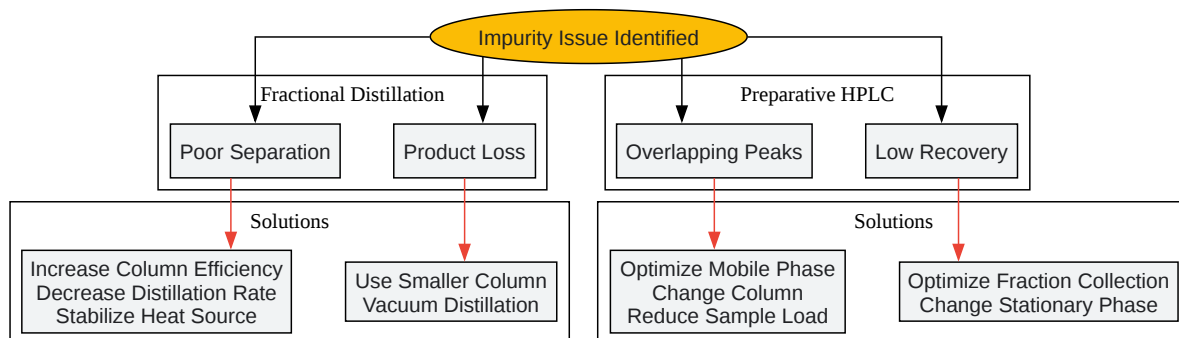 Impurity Issue Identified
Fractional Distillation
Preparative HPLC
Poor Separation
Product Loss
Overlapping Peaks
Low Recovery
Solutions
Solutions
Increase Column Efficiency
Decrease Distillation Rate
Stabilize Heat Source
Use Smaller Column
Vacuum Distillation
Optimize Mobile Phase
Change Column
Reduce Sample Load
Optimize Fraction Collection
Change Stationary Phase